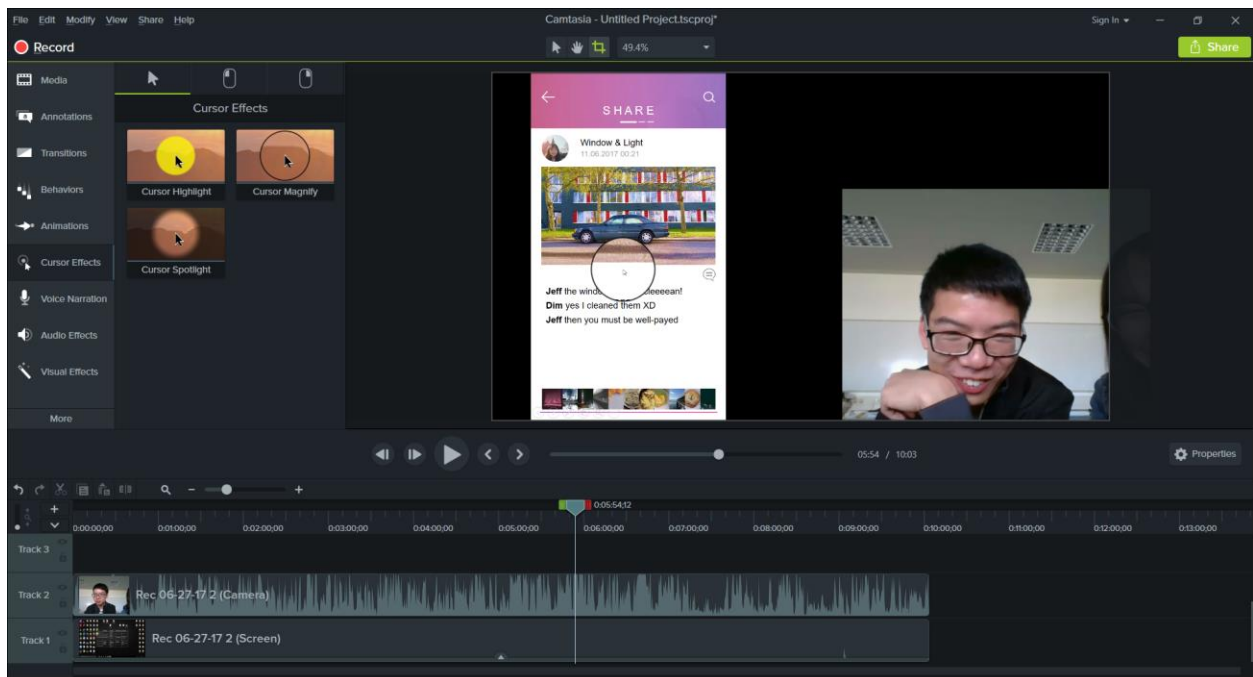 File Edit Modify View Share Help
Camtasia - Untitled Project.tscproj*
Sign In
Record
49.4%
Share
Media
Annotations
Transitions
Behaviors
Animations
Cursor Effects
Voice Narration
Audio Effects
Visual Effects
More
Cursor Effects
Cursor Highlight
Cursor Magnify
Cursor Spotlight
SHARE
Window & Light
11.06.2017 00:21
Jeff the
Dim yes I cleaned them XD
Jeff then you must be well-payed
05:54 / 10:03
Properties
0:05:54;12
0:00:00;00 0:01:00;00 0:02:00;00 0:03:00;00 0:04:00;00 0:05:00;00 0:06:00;00 0:07:00;00 0:08:00;00 0:09:00;00 0:10:00;00 0:11:00;00 0:12:00;00 0:13:00;00
Track 3
Track 2
Rec 06-27-17 2 (Camera)
Track 1
Rec 06-27-17 2 (Screen)